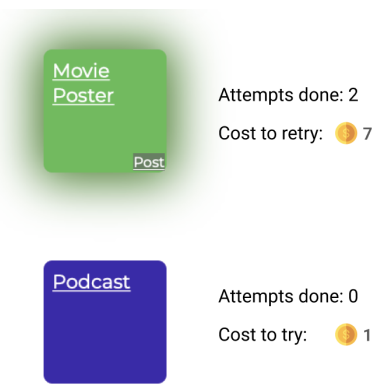 Movie
Poster
Attempts done: 2
Cost to retry: 7
Post
Podcast
Attempts done: 0
Cost to try: 1